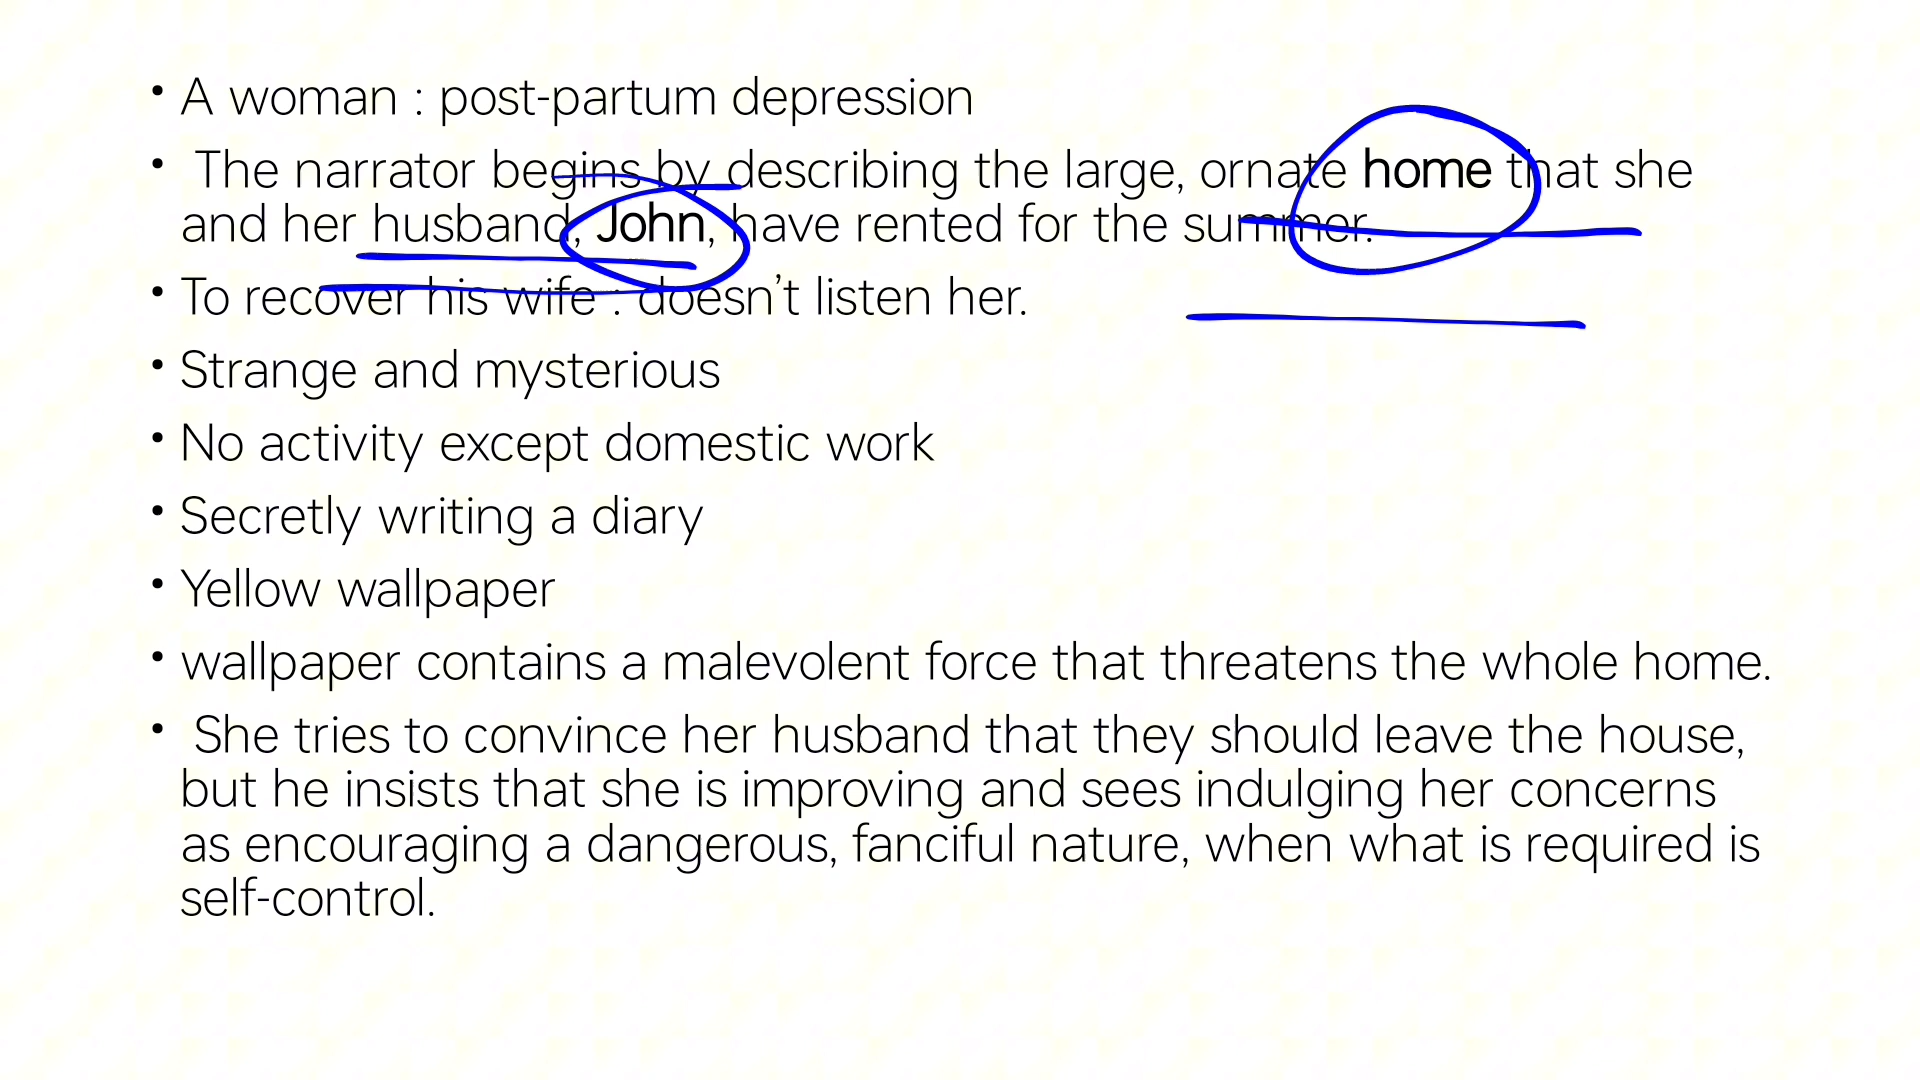 • A woman : post-partum depression
• The narrator begins by describing the large, ornate home that she
and her husband, John, have rented for the summer.
• To recover his wife : doesn't listen her.
• Strange and mysterious
• No activity except domestic work
• Secretly writing a diary
• Yellow wallpaper
• wallpaper contains a malevolent force that threatens the whole home.
• She tries to convince her husband that they should leave the house,
but he insists that she is improving and sees indulging her concerns
as encouraging a dangerous, fanciful nature, when what is required is
self-control.